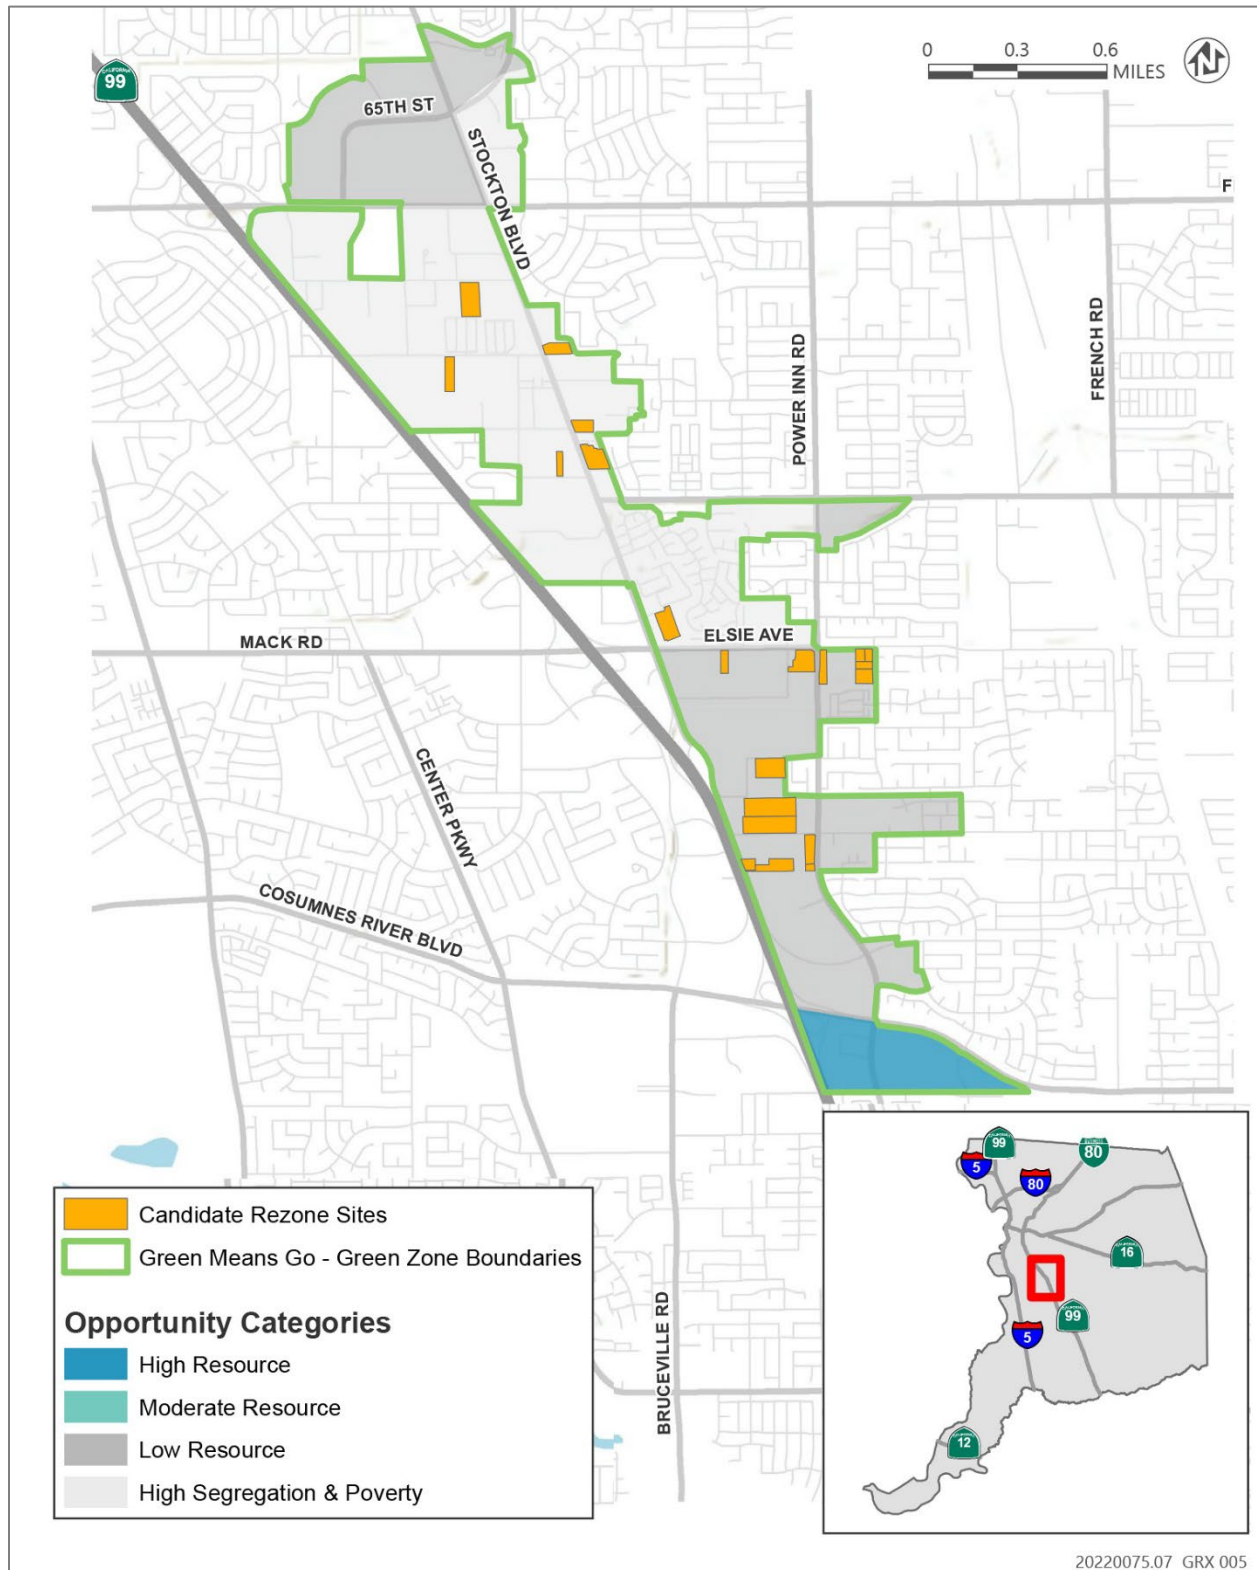 0 0.3 0.6
MILES
N
CALIFORNIA
99
65TH ST
STOCKTON BLVD
F
POWER INN RD
FRENCH RD
MACK RD
ELSIE AVE
CENTER PKWY
COSUMNES RIVER BLVD
BRUCEVILLE RD
Candidate Rezone Sites
Green Means Go - Green Zone Boundaries
Opportunity Categories
High Resource
Moderate Resource
Low Resource
High Segregation & Poverty
99
5
80
80
16
99
5
12
20220075.07 GRX 005